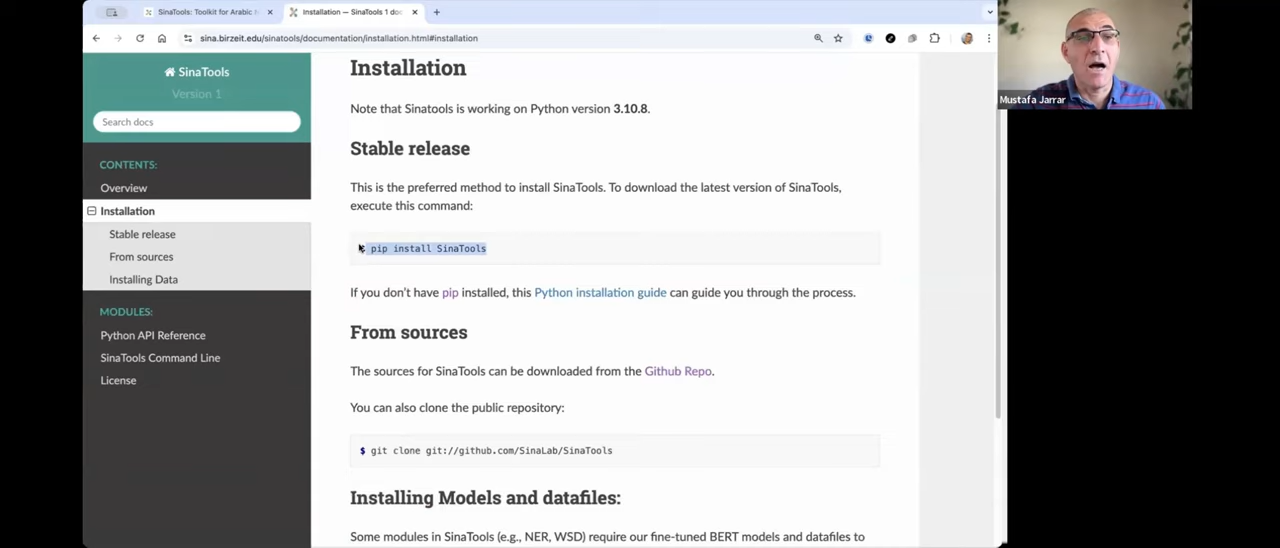 SinaTools: Toolkit for Arabic N
Installation — SinaTools 1 doc
sina.birzeit.edu/sinatools/documentation/installation.html#installation
SinaTools
Version 1
Search docs
CONTENTS:
Overview
Installation
Stable release
From sources
Installing Data
MODULES:
Python API Reference
SinaTools Command Line
License
Installation
Note that Sinatools is working on Python version 3.10.8.
Stable release
This is the preferred method to install SinaTools. To download the latest version of SinaTools,
execute this command:
pip install SinaTools
If you don’t have pip installed, this Python installation guide can guide you through the process.
From sources
The sources for SinaTools can be downloaded from the Github Repo.
You can also clone the public repository:
$ git clone git://github.com/SinaLab/SinaTools
Installing Models and datafiles:
Some modules in SinaTools (e.g., NER, WSD) require our fine-tuned BERT models and datafiles to
Mustafa Jarrar